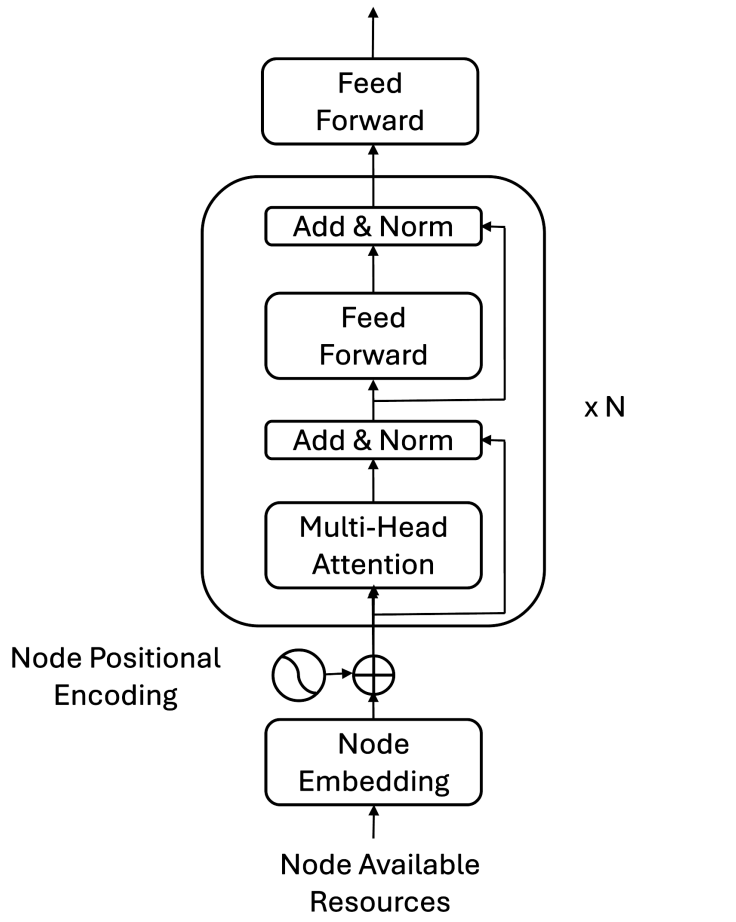 Feed
Forward
Add & Norm
Feed
Forward
x N
Add & Norm
Multi-Head
Attention
Node Positional
Encoding
Node
Embedding
Node Available
Resources